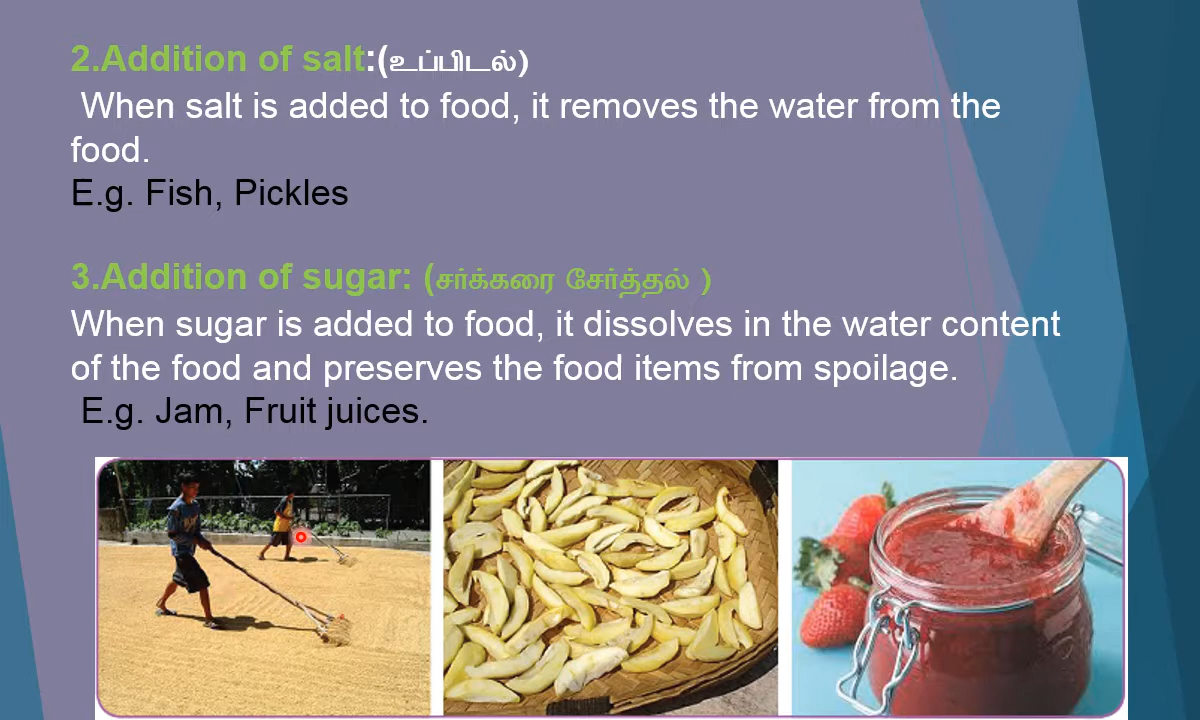 2.Addition of salt:(உப்பிடல்)
When salt is added to food, it removes the water from the
food.
E.g. Fish, Pickles
3.Addition of sugar: (சர்க்கரை சேர்த்தல் )
When sugar is added to food, it dissolves in the water content
of the food and preserves the food items from spoilage.
E.g. Jam, Fruit juices.